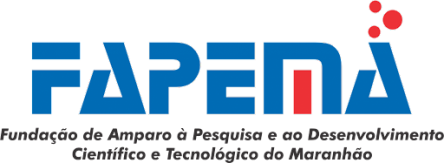 FAPEMA
Fundação de Amparo à Pesquisa e ao Desenvolvimento
Científico e Tecnológico do Maranhão